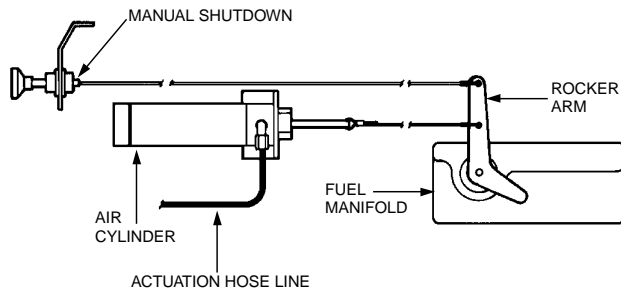 MANUAL SHUTDOWN
ROCKER
ARM
FUEL
MANIFOLD
AIR
CYLINDER
ACTUATION HOSE LINE